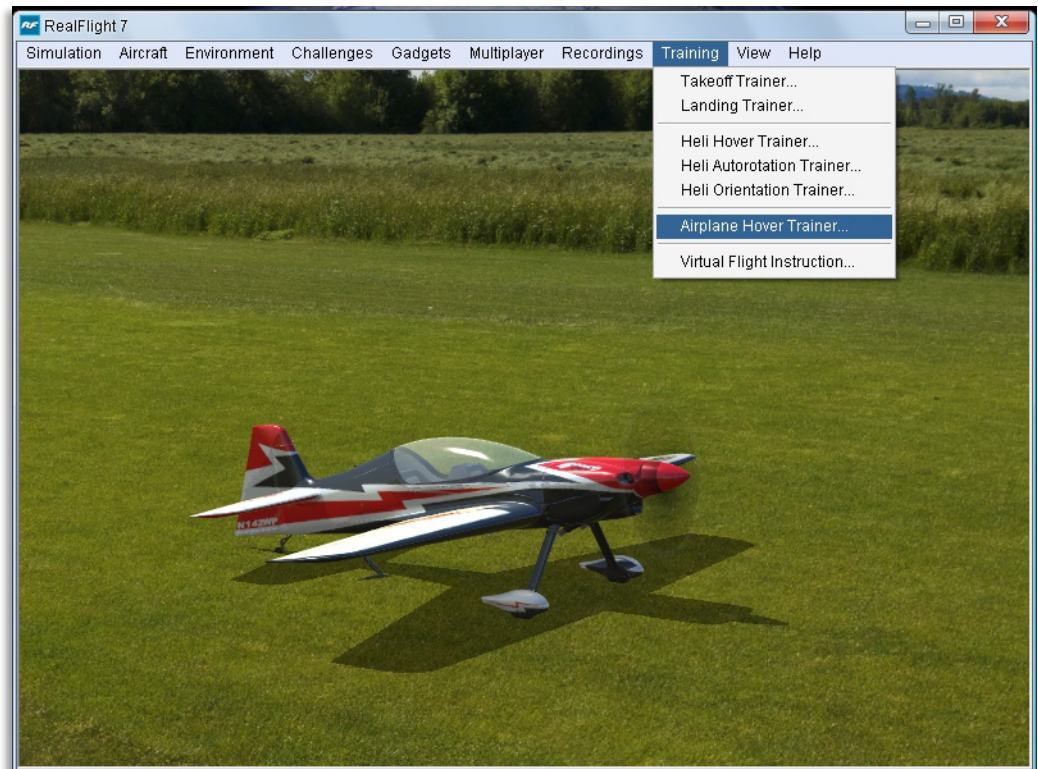 RealFlight 7
Simulation Aircraft Environment Challenges Gadgets Multiplayer Recordings Training View Help
Takeoff Trainer...
Landing Trainer...
Heli Hover Trainer...
Heli Autorotation Trainer...
Heli Orientation Trainer...
Airplane Hover Trainer...
Virtual Flight Instruction...
N142WP